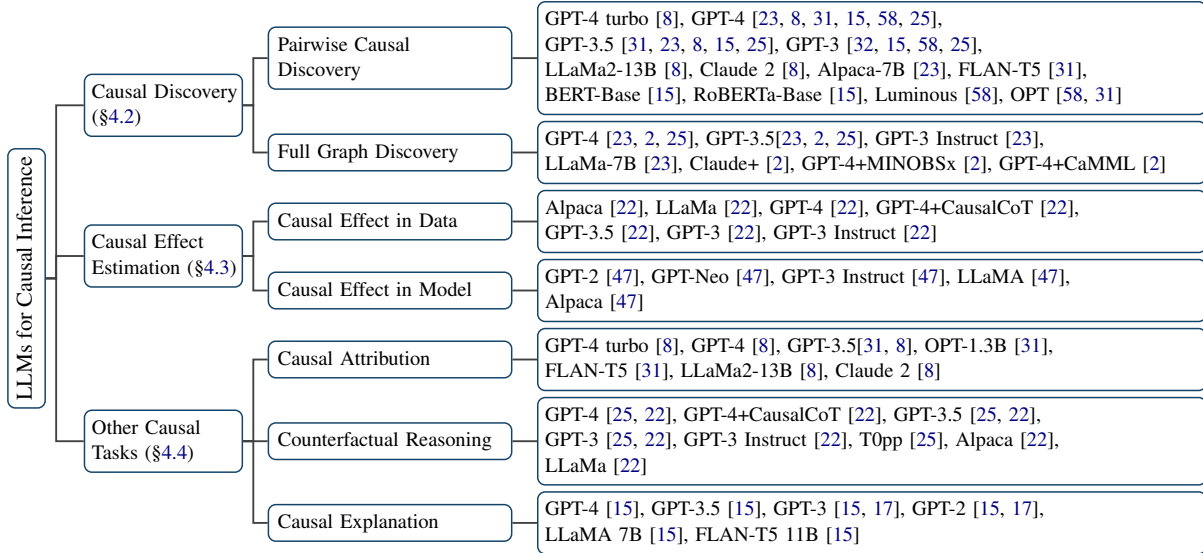 LLMs for Causal Inference
Causal Discovery
(§4.2)
Pairwise Causal
Discovery
GPT-4 turbo [8], GPT-4 [23, 8, 31, 15, 58, 25],
GPT-3.5 [31, 23, 8, 15, 25], GPT-3 [32, 15, 58, 25],
LLaMa2-13B [8], Claude 2 [8], Alpaca-7B [23], FLAN-T5 [31],
BERT-Base [15], RoBERTa-Base [15], Luminous [58], OPT [58, 31]
Full Graph Discovery
GPT-4 [23, 2, 25], GPT-3.5[23, 2, 25], GPT-3 Instruct [23],
LLaMa-7B [23], Claude+ [2], GPT-4+MINOBSx [2], GPT-4+CaMML [2]
Causal Effect
Estimation (§4.3)
Causal Effect in Data
Alpaca [22], LLaMa [22], GPT-4 [22], GPT-4+CausalCoT [22],
GPT-3.5 [22], GPT-3 [22], GPT-3 Instruct [22]
Causal Effect in Model
GPT-2 [47], GPT-Neo [47], GPT-3 Instruct [47], LLaMA [47],
Alpaca [47]
Other Causal
Tasks (§4.4)
Causal Attribution
GPT-4 turbo [8], GPT-4 [8], GPT-3.5[31, 8], OPT-1.3B [31],
FLAN-T5 [31], LLaMa2-13B [8], Claude 2 [8]
Counterfactual Reasoning
GPT-4 [25, 22], GPT-4+CausalCoT [22], GPT-3.5 [25, 22],
GPT-3 [25, 22], GPT-3 Instruct [22], T0pp [25], Alpaca [22],
LLaMa [22]
Causal Explanation
GPT-4 [15], GPT-3.5 [15], GPT-3 [15, 17], GPT-2 [15, 17],
LLaMA 7B [15], FLAN-T5 11B [15]